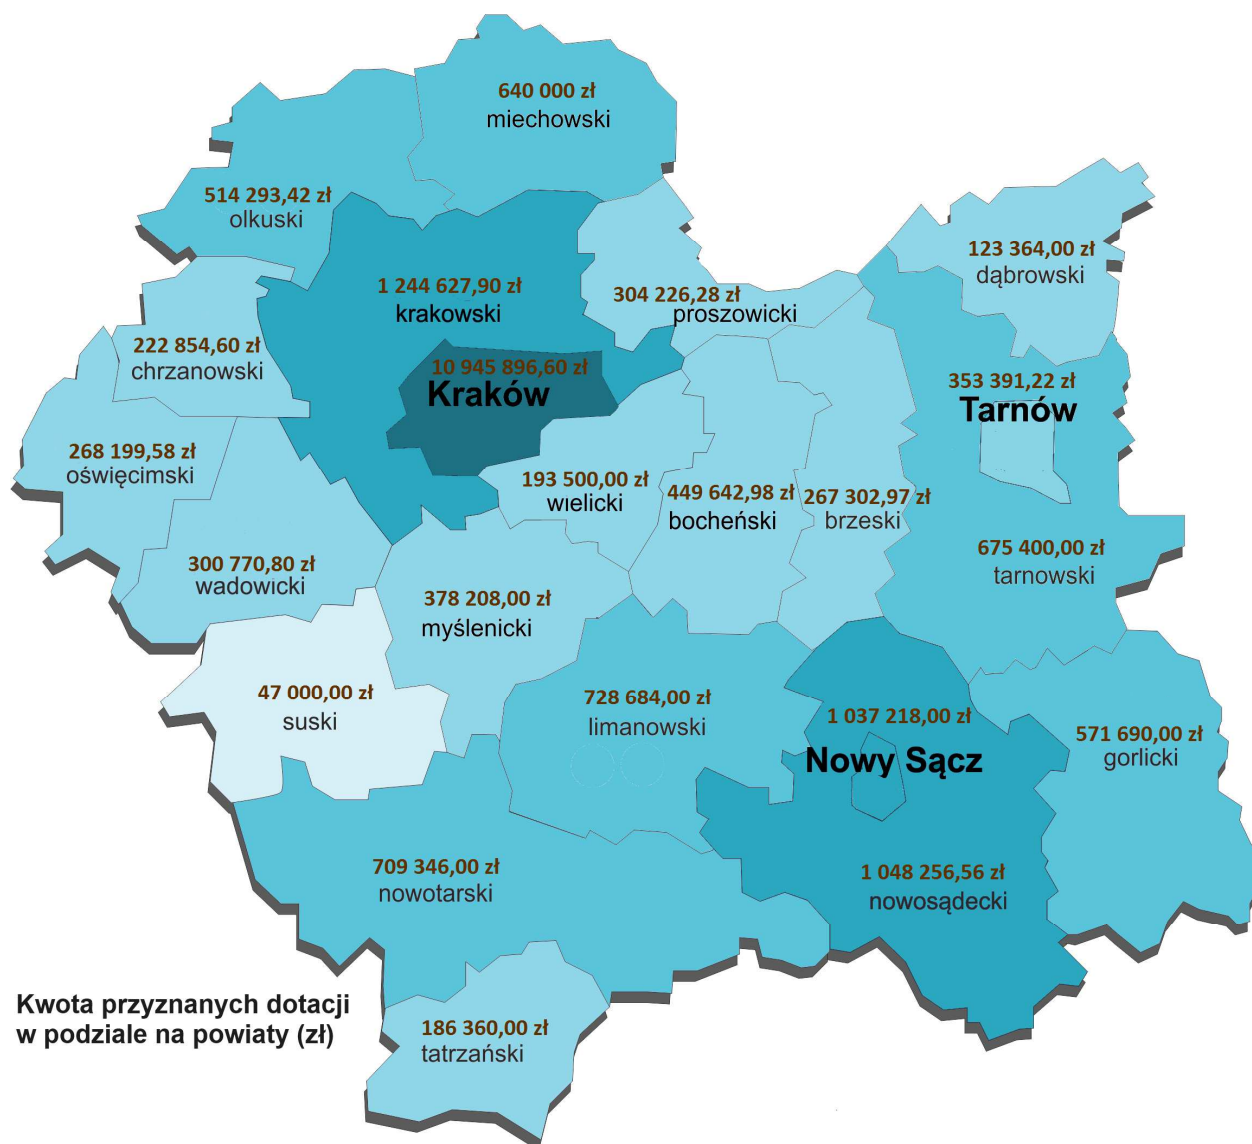 640 000 zł
miechowski
514 293,42 zł
olkuski
123 364,00 zł
dąbrowski
1 244 627,90 zł
krakowski
304 226,28 zł
proszowicki
222 854,60 zł
chrzanowski
10 945 896,60 zł
Kraków
353 391,22 zł
Tarnów
268 199,58 zł
oświęcimski
193 500,00 zł
wielicki
449 642,98 zł
bocheński
267 302,97 zł
brzeski
300 770,80 zł
wadowicki
675 400,00 zł
tarnowski
378 208,00 zł
myślenicki
47 000,00 zł
suski
728 684,00 zł
limanowski
1 037 218,00 zł
Nowy Sącz
571 690,00 zł
gorlicki
709 346,00 zł
nowotarski
1 048 256,56 zł
nowosądecki
Kwota przyznanych dotacji
w podziale na powiaty (zł)
186 360,00 zł
tatrzański